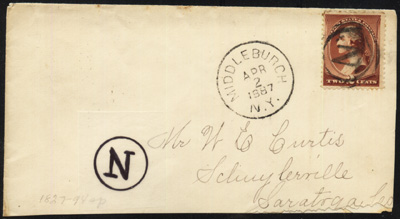 MIDDLEBURGH
APR
2
1887
N.Y.
TWO CENTS
N
Mr W E Curtis
Schuylerville
Saratoga Co